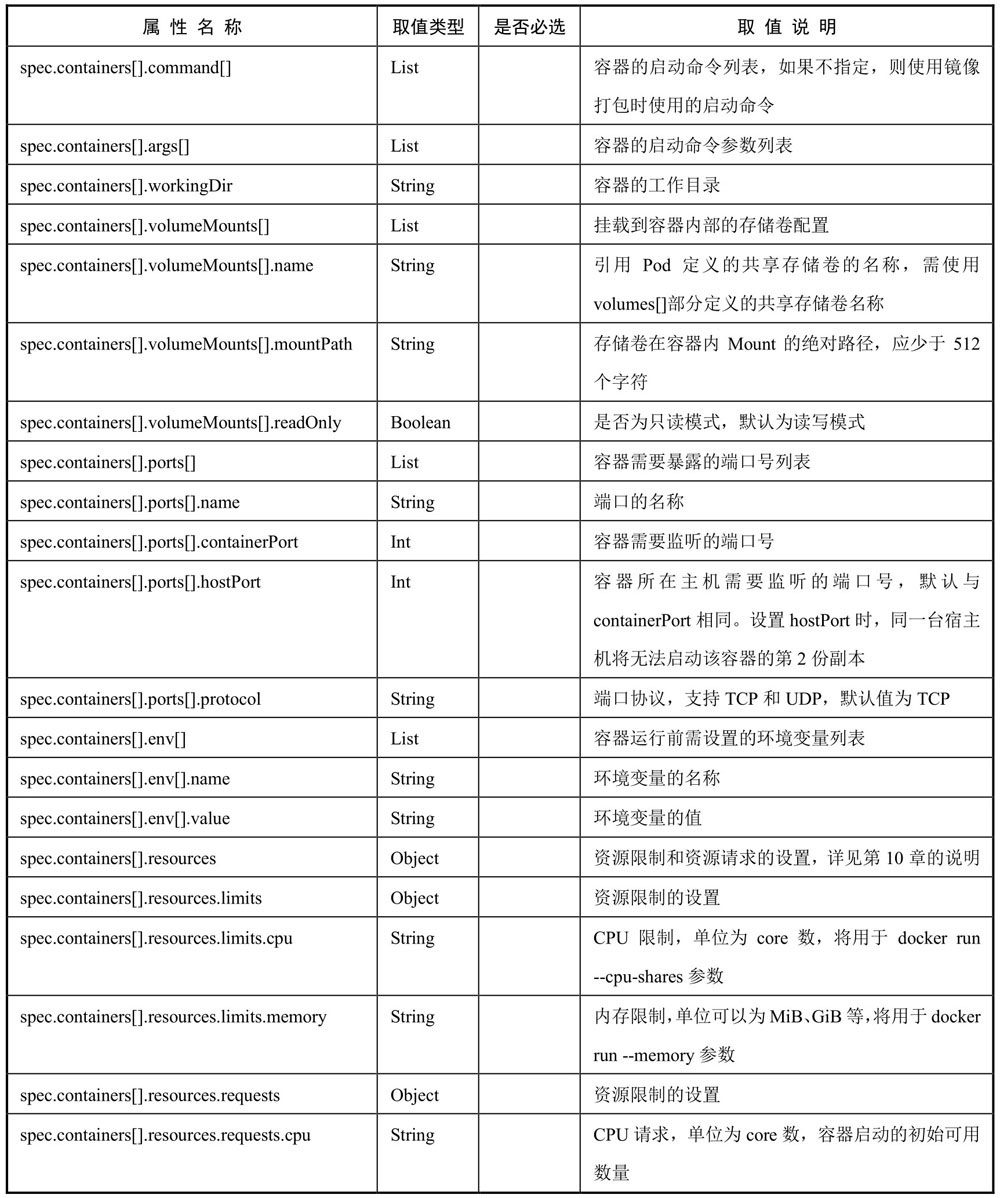 属 性 名 称 取值类型 是否必选 取 值 说 明
spec.containers[].command[] List 容器的启动命令列表，如果不指定，则使用镜像
打包时使用的启动命令
spec.containers[].args[] List 容器的启动命令参数列表
spec.containers[].workingDir String 容器的工作目录
spec.containers[].volumeMounts[] List 挂载到容器内部的存储卷配置
spec.containers[].volumeMounts[].name String 引用 Pod 定义的共享存储卷的名称，需使用
volumes[]部分定义的共享存储卷名称
spec.containers[].volumeMounts[].mountPath String 存储卷在容器内 Mount 的绝对路径，应少于 512
个字符
spec.containers[].volumeMounts[].readOnly Boolean 是否为只读模式，默认为读写模式
spec.containers[].ports[] List 容器需要暴露的端口号列表
spec.containers[].ports[].name String 端口的名称
spec.containers[].ports[].containerPort Int 容器需要监听的端口号
spec.containers[].ports[].hostPort Int 容器所在主机需要监听的端口号，默认与
containerPort 相同。设置 hostPort 时，同一台宿主
机将无法启动该容器的第 2 份副本
spec.containers[].ports[].protocol String 端口协议，支持 TCP 和 UDP，默认值为 TCP
spec.containers[].env[] List 容器运行前需设置的环境变量列表
spec.containers[].env[].name String 环境变量的名称
spec.containers[].env[].value String 环境变量的值
spec.containers[].resources Object 资源限制和资源请求的设置，详见第 10 章的说明
spec.containers[].resources.limits Object 资源限制的设置
spec.containers[].resources.limits.cpu String CPU 限制，单位为 core 数，将用于 docker run
--cpu-shares 参数
spec.containers[].resources.limits.memory String 内存限制，单位可以为 MiB、GiB 等，将用于 docker
run --memory 参数
spec.containers[].resources.requests Object 资源限制的设置
spec.containers[].resources.requests.cpu String CPU 请求，单位为 core 数，容器启动的初始可用
数量